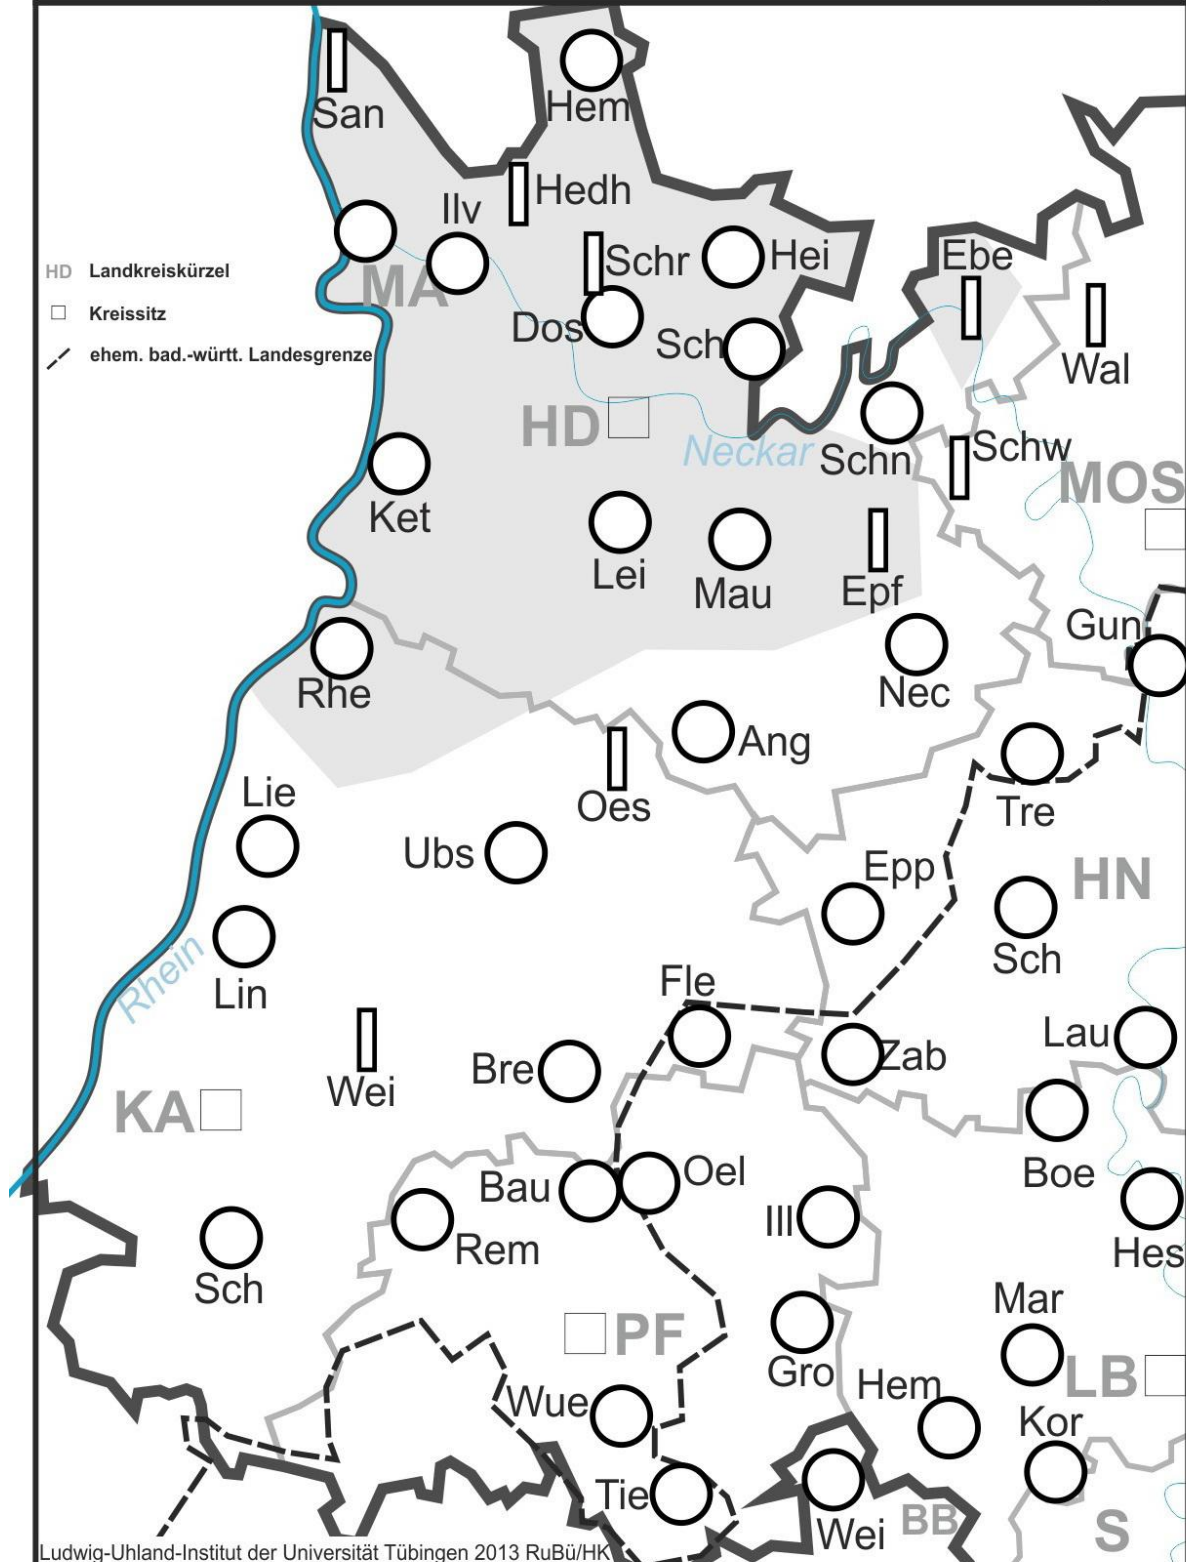 San
Hem
Hedh
Ilv
MA
Schr
Hei
Ebe
HD Landkreiskürzel
Kreissitz
ehem. bad.-württ. Landesgrenze
Dos
Sch
Wal
HD
Neckar
Schn
Schw
MOS
Ket
Lei
Mau
Epf
Gun
Rhe
Nec
Ang
Oes
Tre
Lie
Ubs
Epp
HN
Lin
Rhein
Sch
Fle
Lau
Zab
Bre
Wei
KA
Boe
Bau
Oel
Ill
Rem
Hes
Sch
Mar
PF
Gro
Hem
LB
Wue
Kor
Tie
Wei
BB
S
Ludwig-Uhland-Institut der Universität Tübingen 2013 RuBü/HK